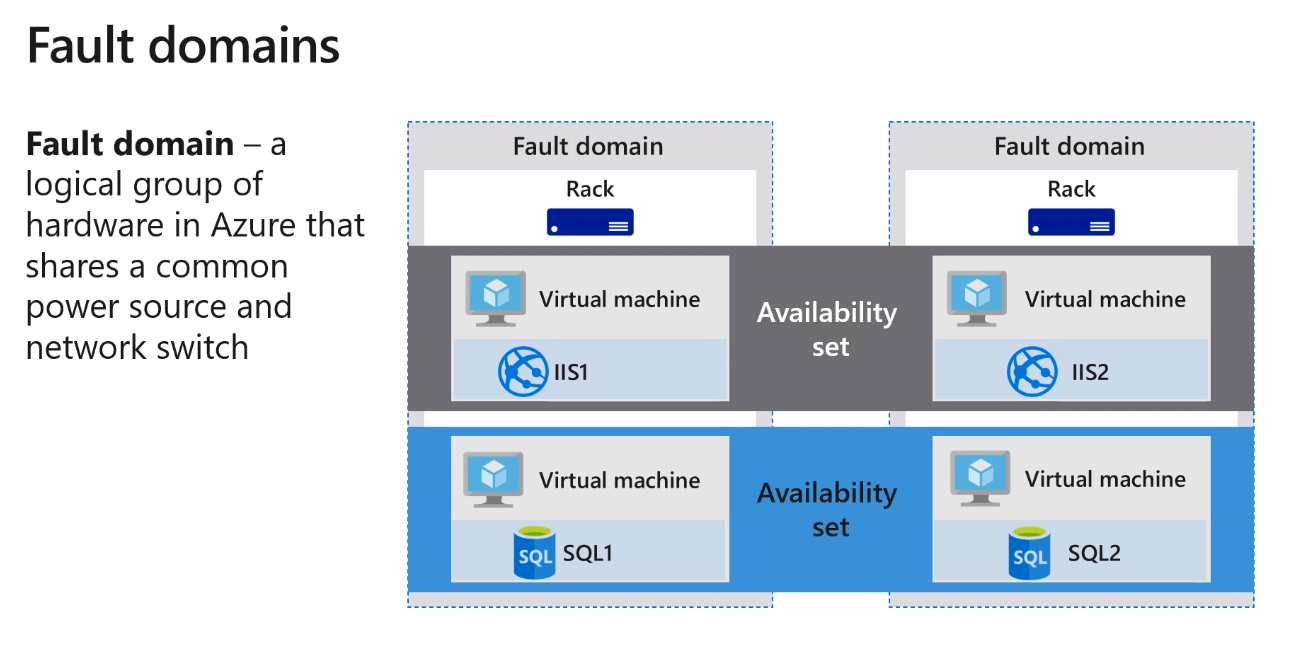 Fault domains
Fault domain – a
logical group of
hardware in Azure that
shares a common
power source and
network switch
Fault domain
Rack
Fault domain
Rack
Virtual machine
IIS1
Availability
set
Virtual machine
IIS2
Virtual machine
SQL
SQL1
Availability
set
Virtual machine
SQL
SQL2